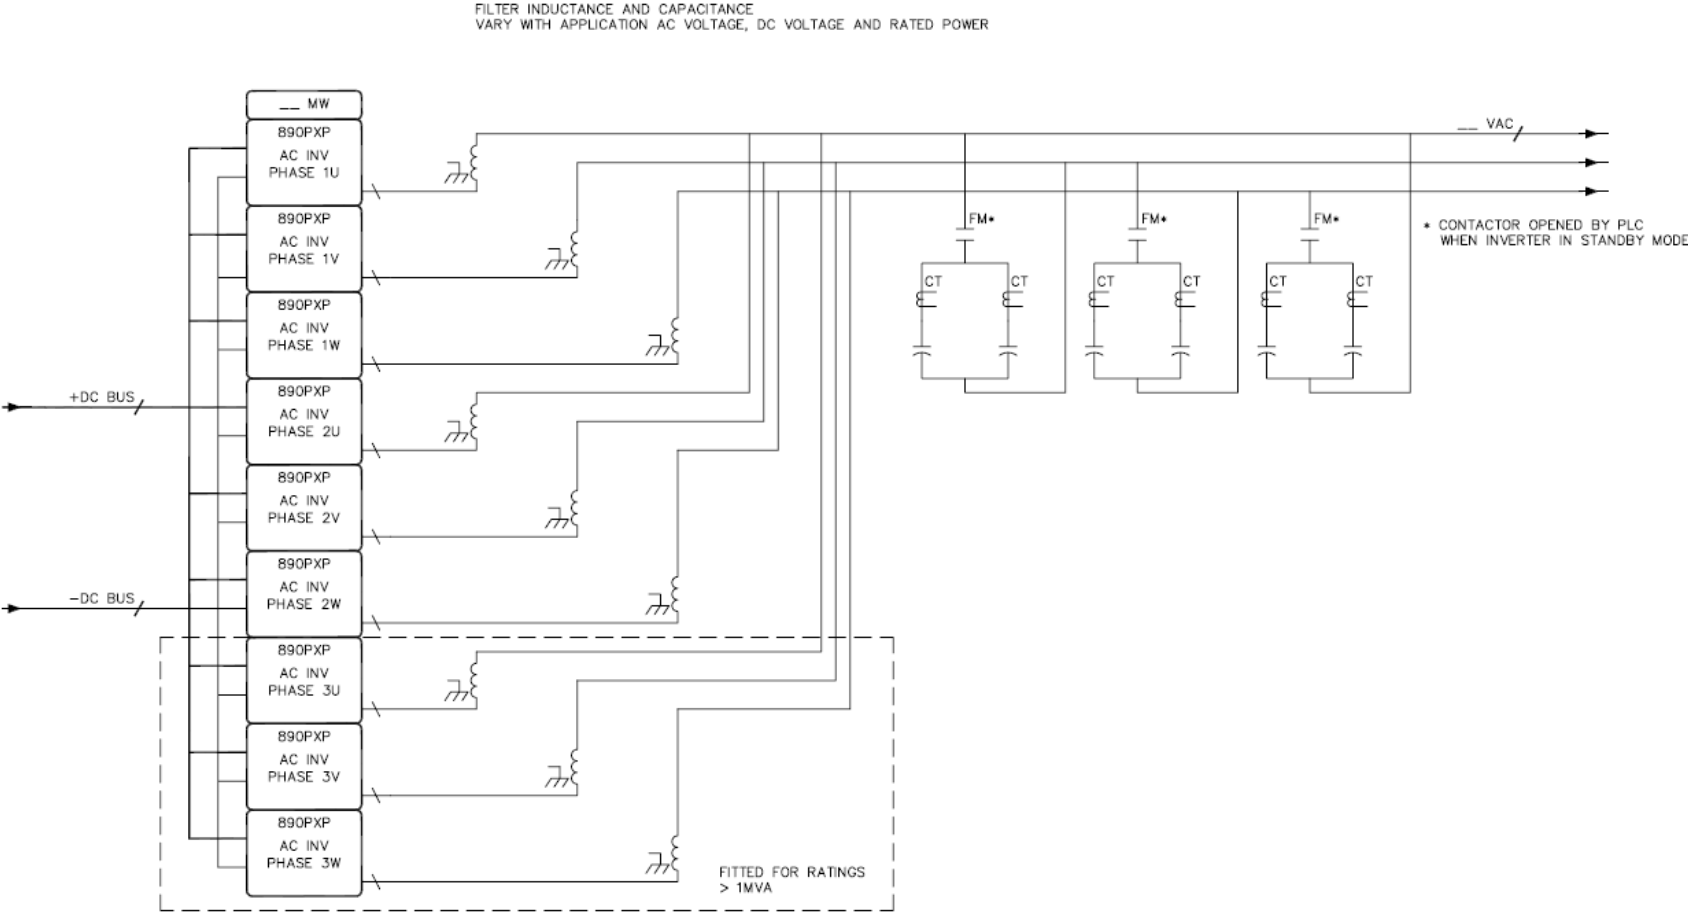 FILTER INDUCTANCE AND CAPACITANCE
VARY WITH APPLICATION AC VOLTAGE, DC VOLTAGE AND RATED POWER
__ MW
890PXP
AC INV
PHASE 1U
890PXP
AC INV
PHASE 1V
890PXP
AC INV
PHASE 1W
890PXP
AC INV
PHASE 2U
890PXP
AC INV
PHASE 2V
890PXP
AC INV
PHASE 2W
890PXP
AC INV
PHASE 3U
890PXP
AC INV
PHASE 3V
890PXP
AC INV
PHASE 3W
+DC BUS
-DC BUS
__ VAC
FM*
FM*
FM*
CT
CT
CT
CT
CT
CT
* CONTACTOR OPENED BY PLC
WHEN INVERTER IN STANDBY MODE
FITTED FOR RATINGS
> 1MVA